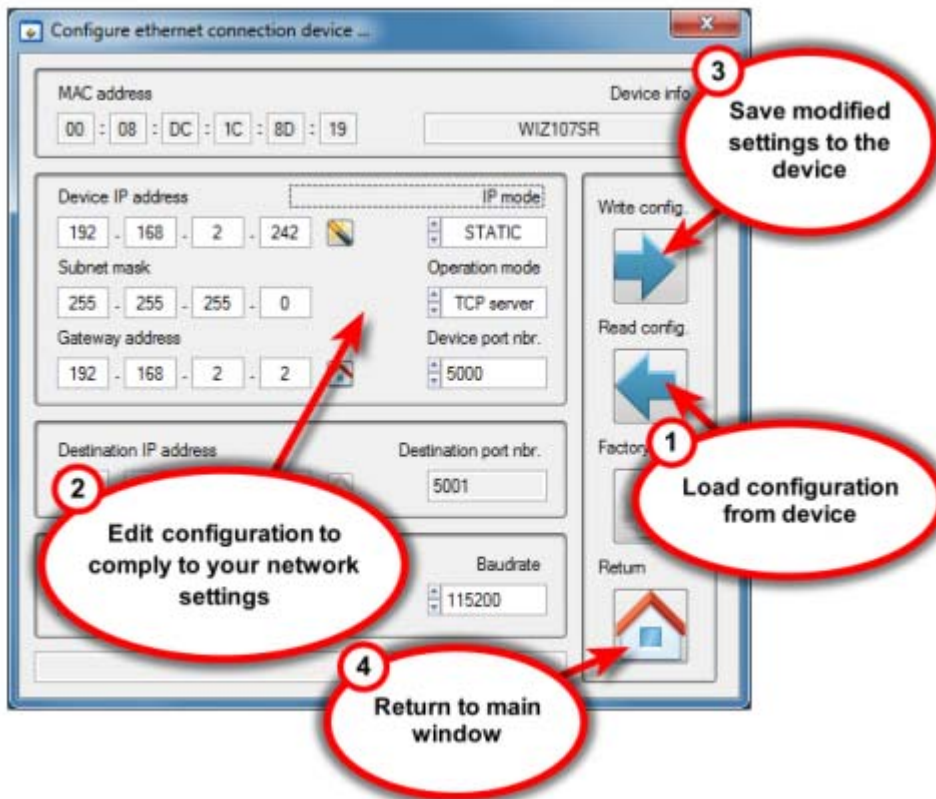 Configure ethernet connection device ...
MAC address
Device info
00 : 08 : DC : 1C : 8D : 19
WIZ107SR
3
Save modified
settings to the
device
Device IP address
IP mode
192 . 168 . 2 . 242
STATIC
Subnet mask
Operation mode
255 . 255 . 255 . 0
TCP server
Gateway address
Device port nbr.
192 . 168 . 2 . 2
5000
Write config.
Read config.
Factory
1
Load configuration
from device
Destination IP address
Destination port nbr.
5001
2
Edit configuration to
comply to your network
settings
Baudrate
115200
Return
4
Return to main
window